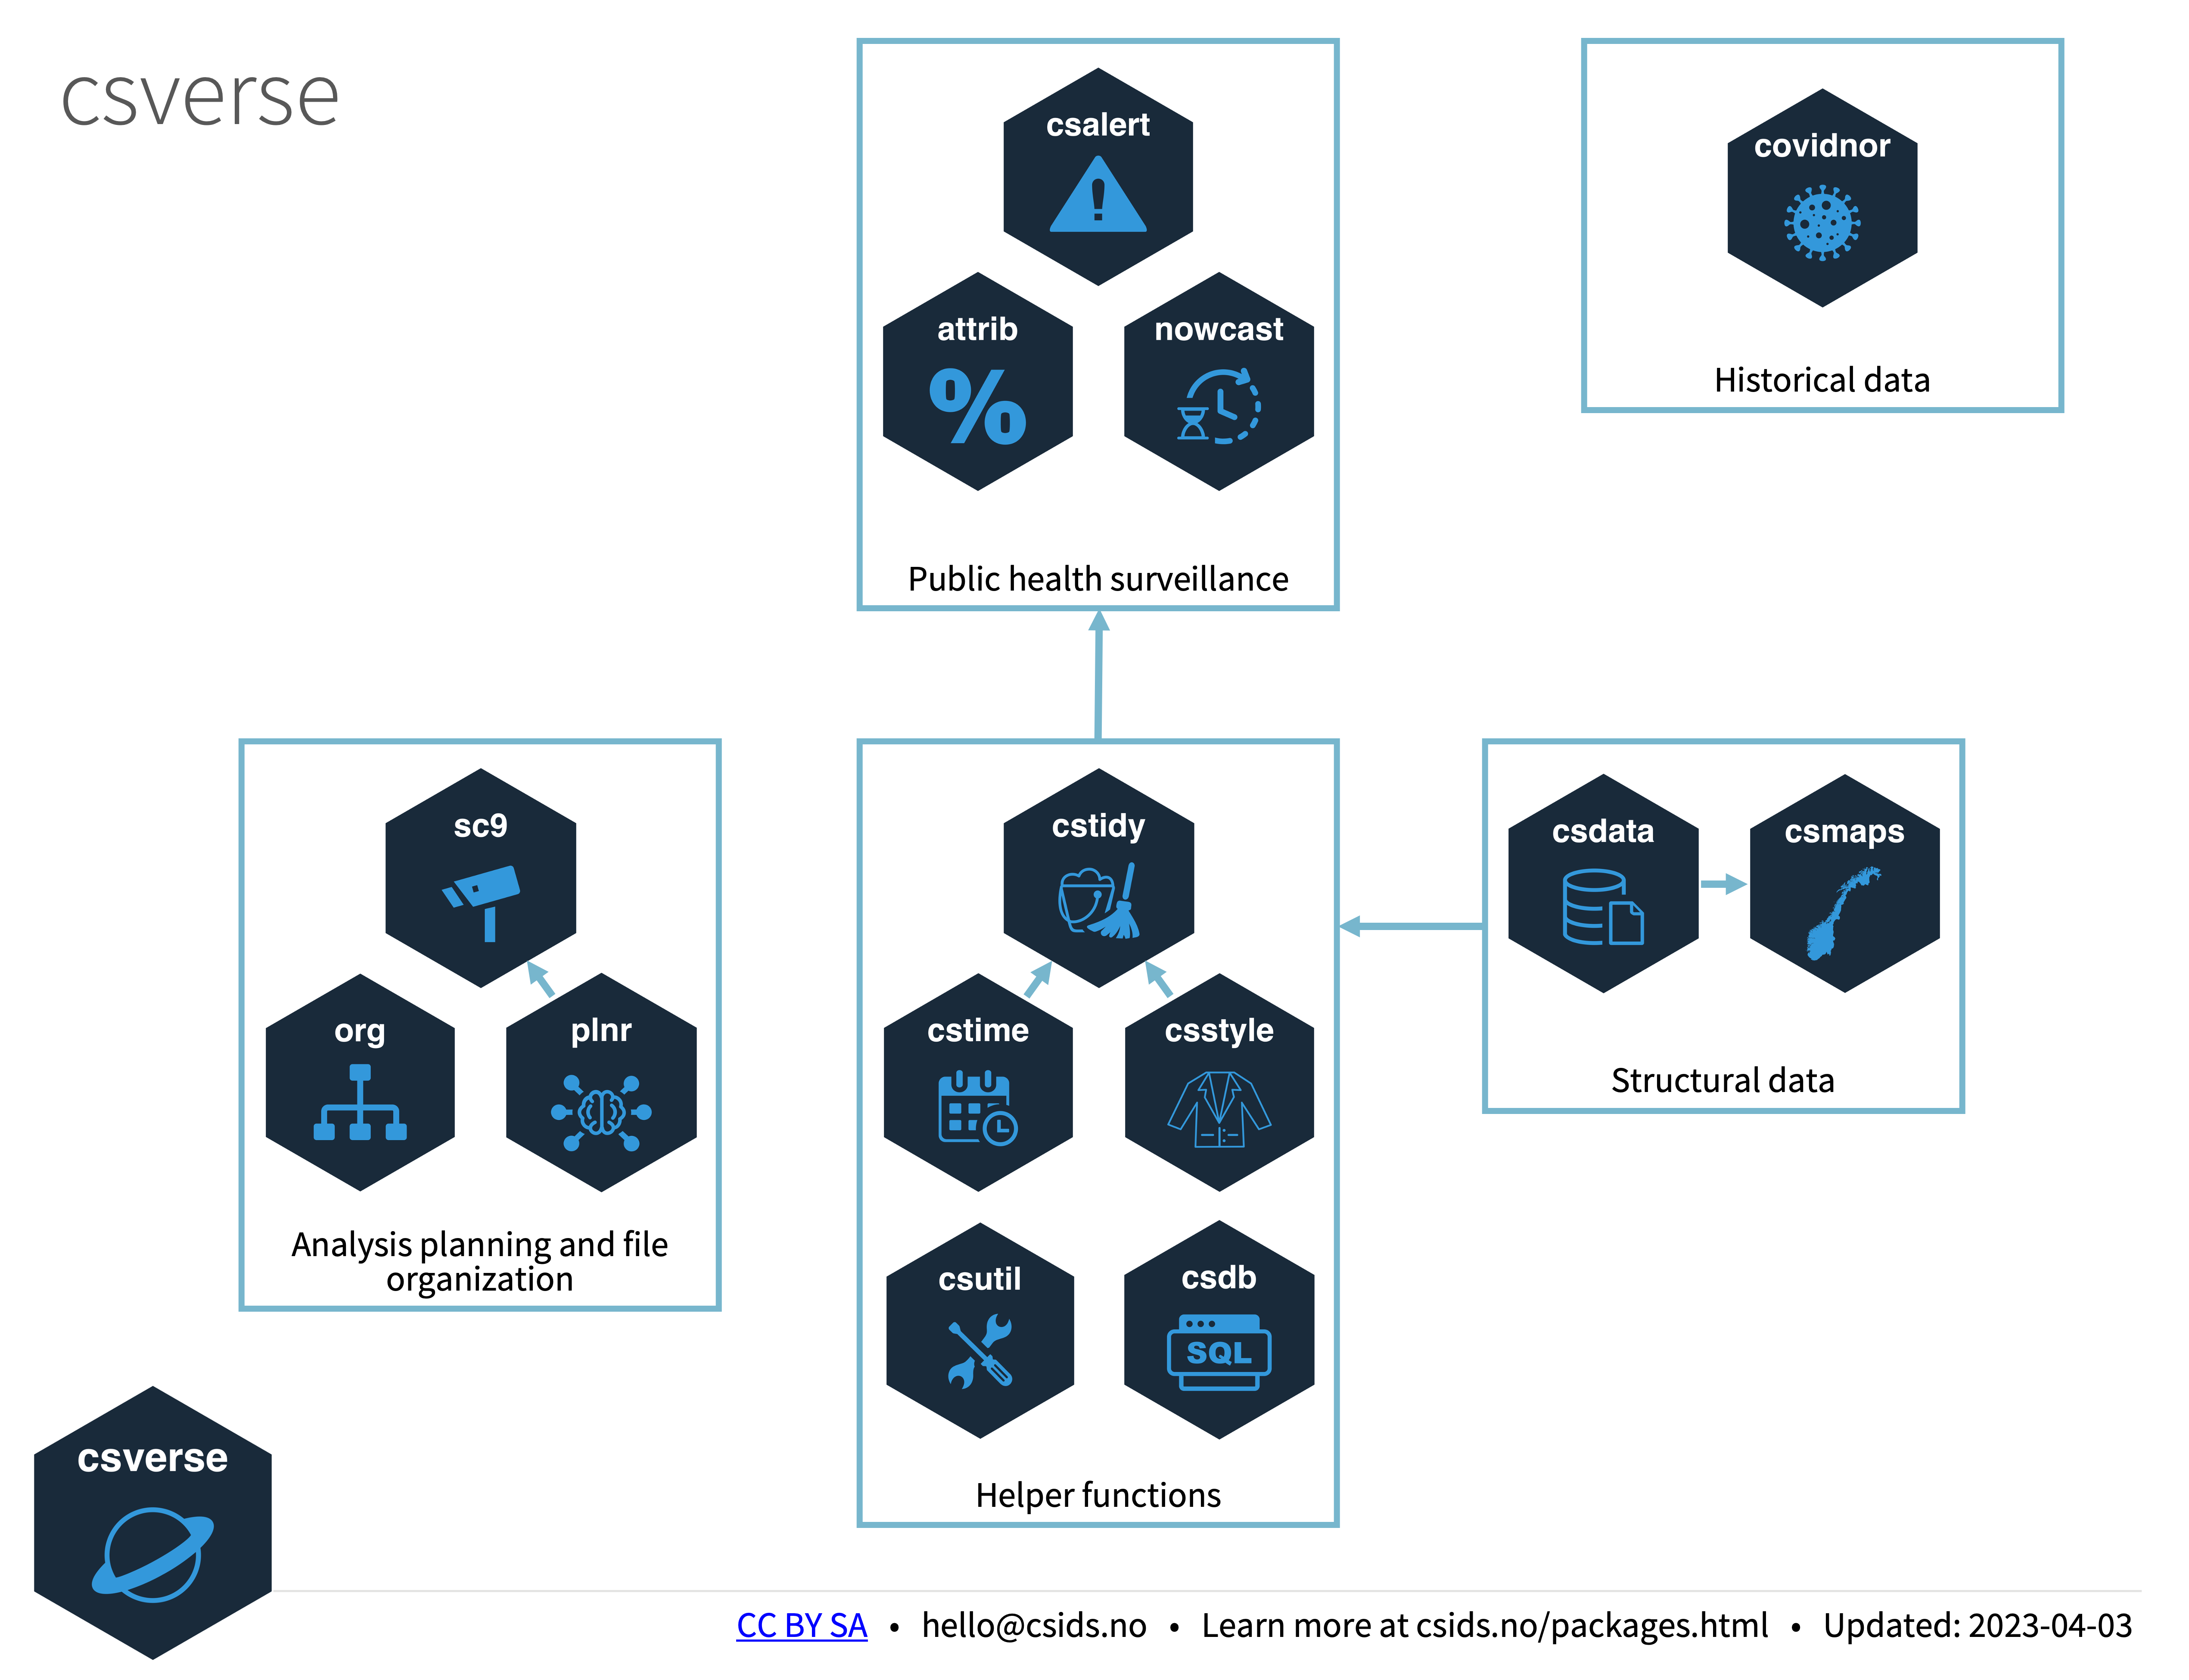 csverse
csalert
attrib
nowcast
Public health surveillance
covidnor
Historical data
sc9
org
plnr
Analysis planning and file
organization
cstidy
cstime
csstyle
csutil
csdb
SQL
Helper functions
csdata
csmaps
Structural data
csverse
CC BY SA • hello@csids.no • Learn more at csids.no/packages.html • Updated: 2023-04-03